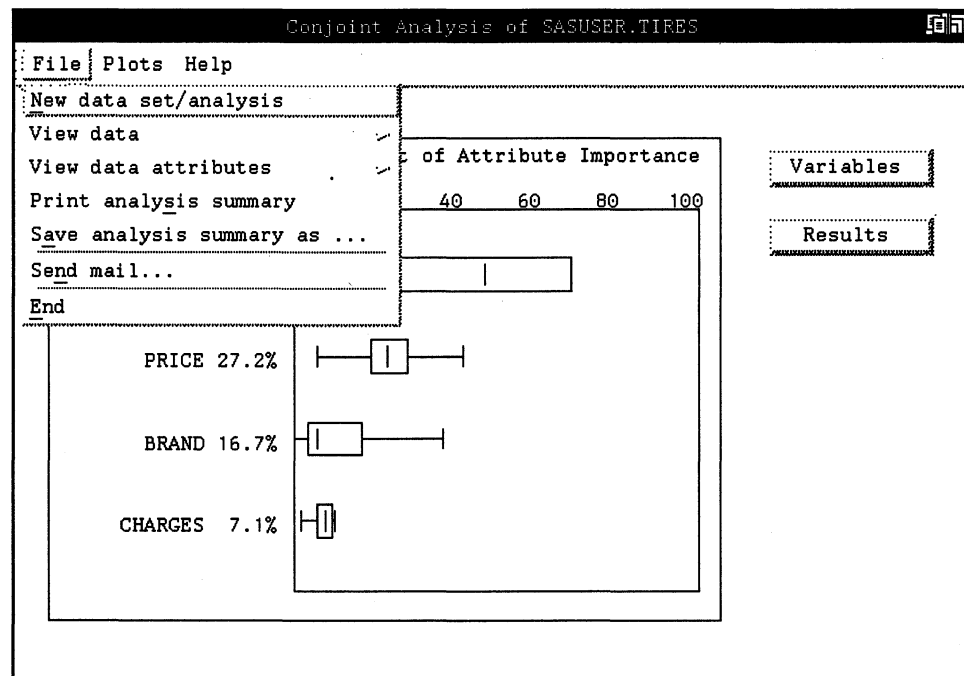 Conjoint Analysis of SASUSER.TIRES
File Plots Help
New data set/analysis
View data
View data attributes
Print analysis summary
Save analysis summary as ...
Send mail...
End
of Attribute Importance
40 60 80 100
Variables
Results
PRICE 27.2%
BRAND 16.7%
CHARGES 7.1%